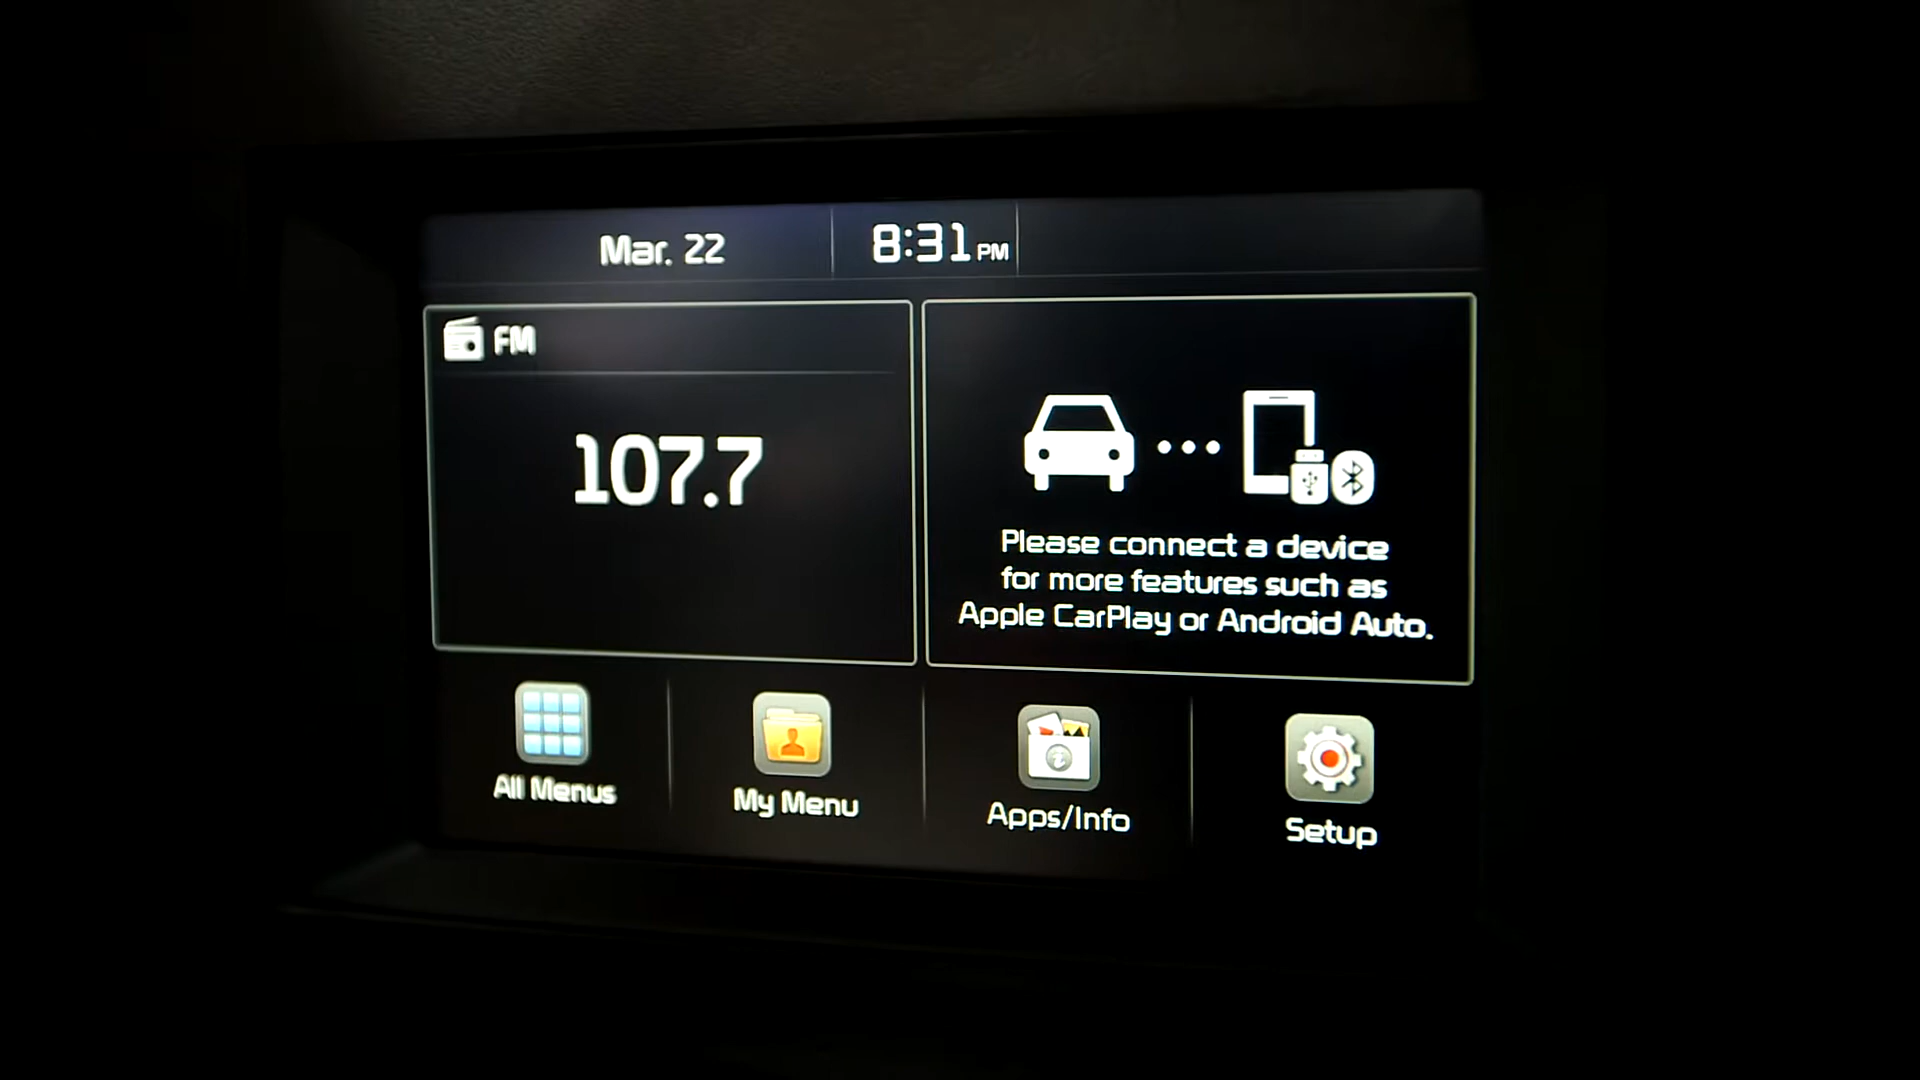 Mar. 22
8:31 PM
FM
107.7
Please connect a device
for more features such as
Apple CarPlay or Android Auto.
All Menus
My Menu
Apps/Info
Setup